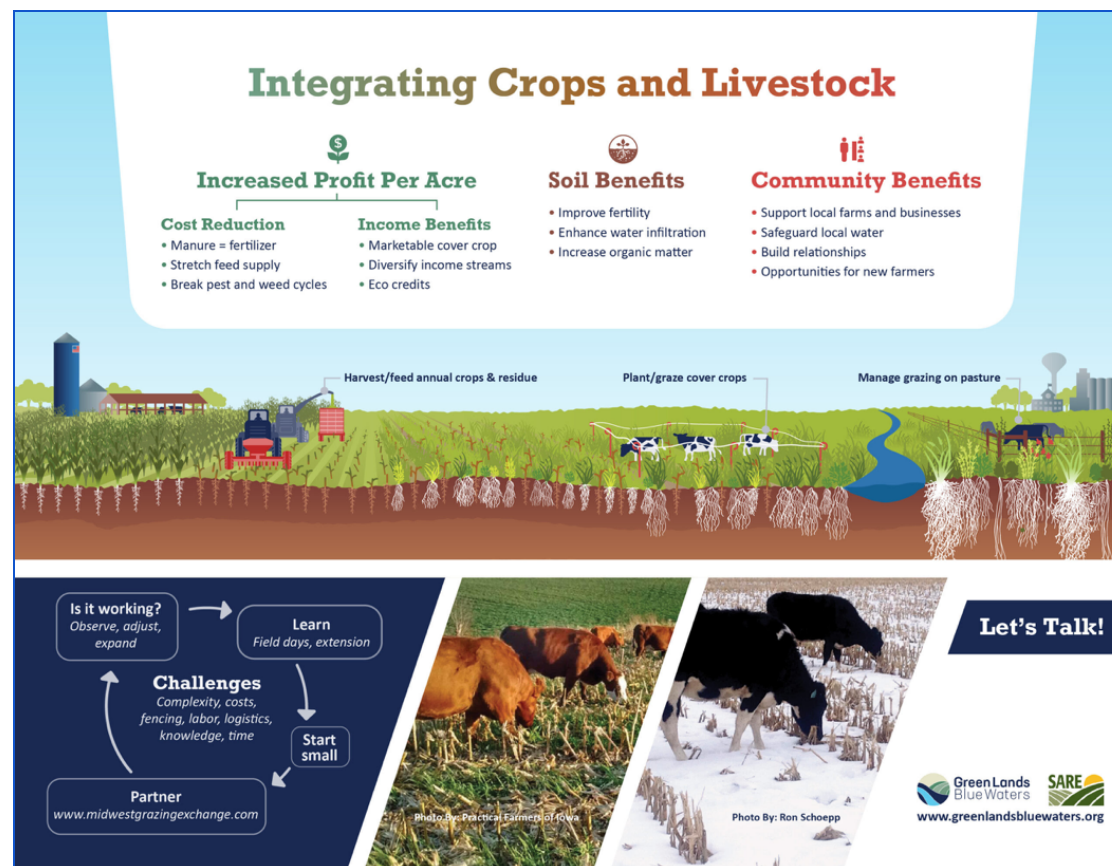 Integrating Crops and Livestock
Increased Profit Per Acre
Cost Reduction
• Manure = fertilizer
• Stretch feed supply
• Break pest and weed cycles
Income Benefits
• Marketable cover crop
• Diversify income streams
• Eco credits
Soil Benefits
• Improve fertility
• Enhance water infiltration
• Increase organic matter
Community Benefits
• Support local farms and businesses
• Safeguard local water
• Build relationships
• Opportunities for new farmers
Harvest/feed annual crops & residue
Plant/graze cover crops
Manage grazing on pasture
Is it working?
Observe, adjust,
expand
Learn
Field days, extension
Challenges
Complexity, costs,
fencing, labor, logistics,
knowledge, time
Start
small
Partner
www.midwestgrazingexchange.com
Photo By: Practical Farmers of Iowa
Photo By: Ron Schoepp
Let's Talk!
Green Lands
Blue Waters
SARE
www.greenlandsbluewaters.org